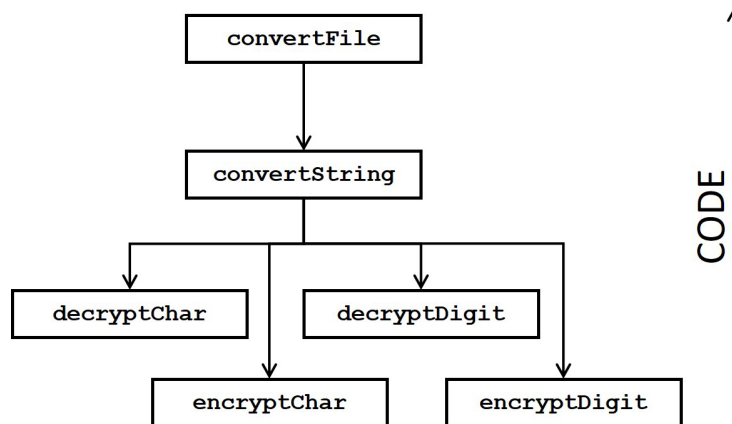 convertFile
convertString
CODE
decryptChar
decryptDigit
encryptChar
encryptDigit